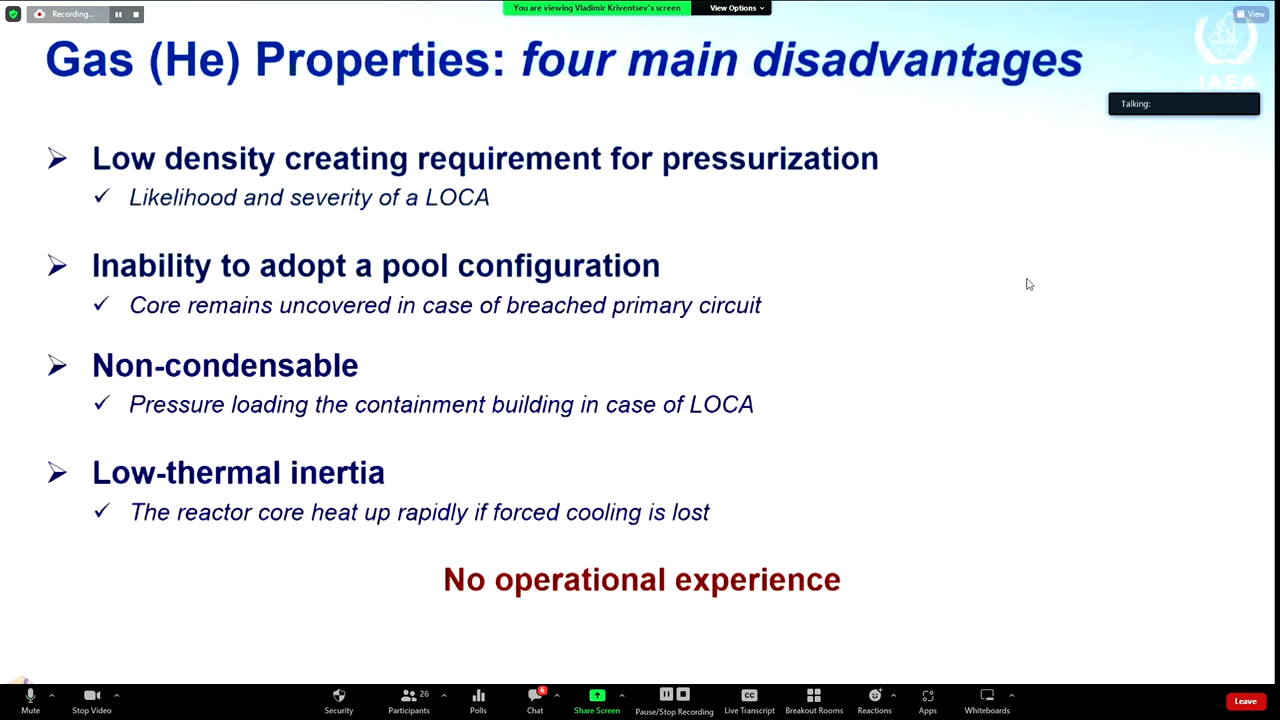 Recording...
You are viewing Vladimir Kriventsev's screen
View Options
View
Gas (He) Properties: four main disadvantages
IAEA
Talking:
Low density creating requirement for pressurization
Likelihood and severity of a LOCA
Inability to adopt a pool configuration
Core remains uncovered in case of breached primary circuit
Non-condensable
Pressure loading the containment building in case of LOCA
Low-thermal inertia
The reactor core heat up rapidly if forced cooling is lost
No operational experience
26
6
CC
Mute
Stop Video
Security
Participants
Polls
Chat
Share Screen
Pause/Stop Recording
Live Transcript
Breakout Rooms
Reactions
Apps
Whiteboards
Leave